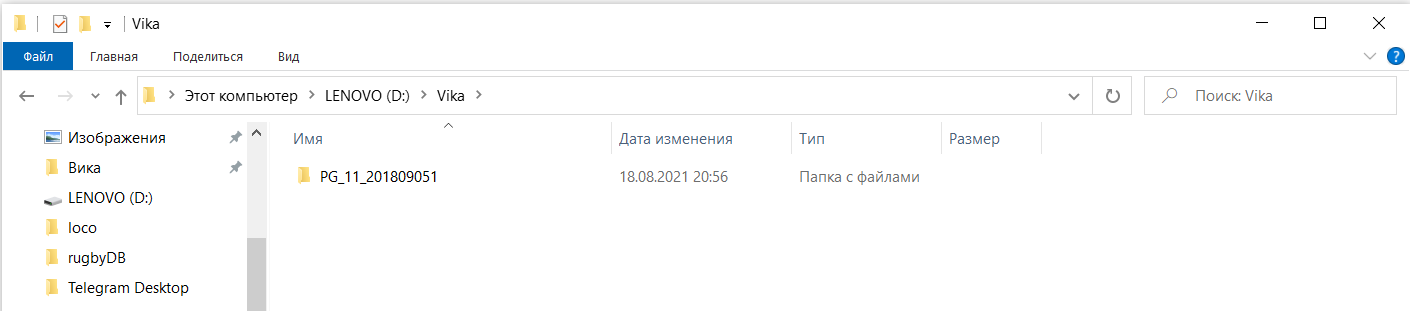 Vika
Файл Главная Поделиться Вид ?
Этот компьютер LENOVO (D:) Vika Поиск: Vika
Имя Дата изменения Тип Размер
Изображения
Вика
LENOVO (D:)
loco
rugbyDB
Telegram Desktop
PG_11_201809051 18.08.2021 20:56 Папка с файлами